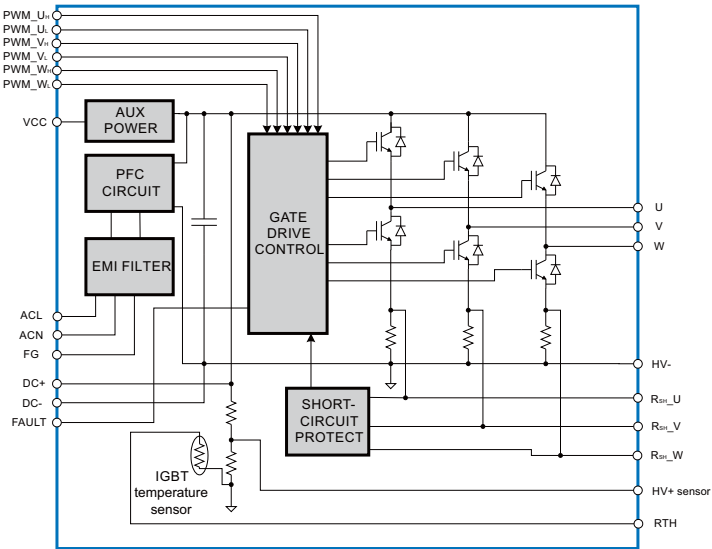 PWM_UH
PWM_UL
PWM_VH
PWM_VL
PWM_WH
PWM_WL
VCC
AUX
POWER
PFC
CIRCUIT
EMI FILTER
GATE
DRIVE
CONTROL
U
V
W
ACL
ACN
FG
DC+
DC-
FAULT
SHORT-
CIRCUIT
PROTECT
IGBT
temperature
sensor
HV-
RSH_U
RSH_V
RSH_W
HV+ sensor
RTH